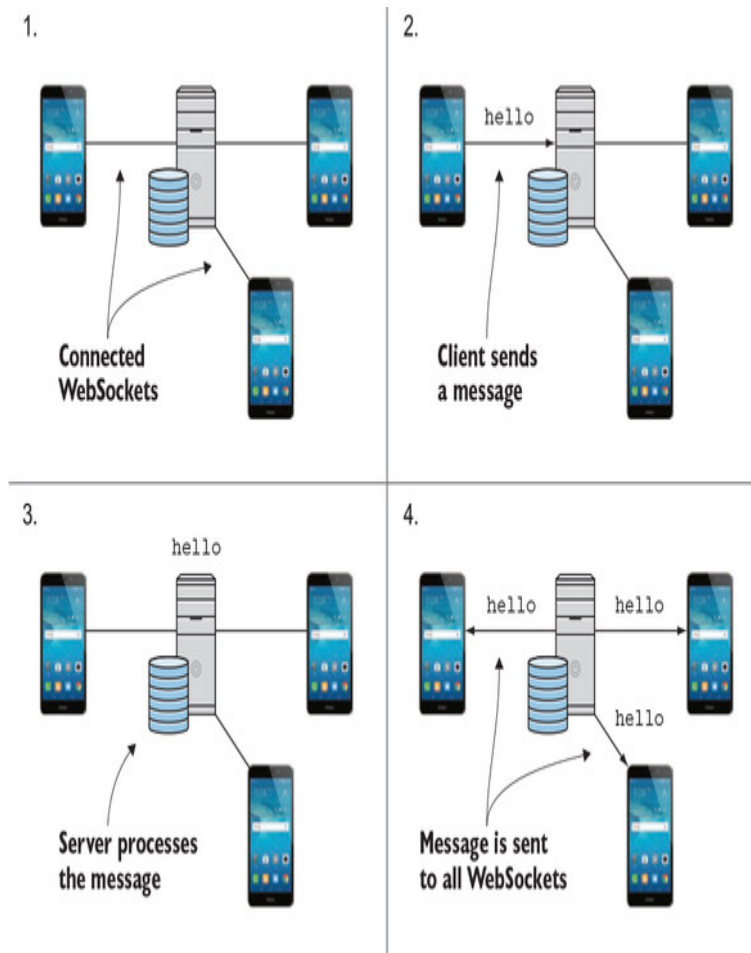 1.
Connected
WebSockets
2.
hello
Client sends
a message
3.
hello
Server processes
the message
4.
hello
hello
hello
Message is sent
to all WebSockets